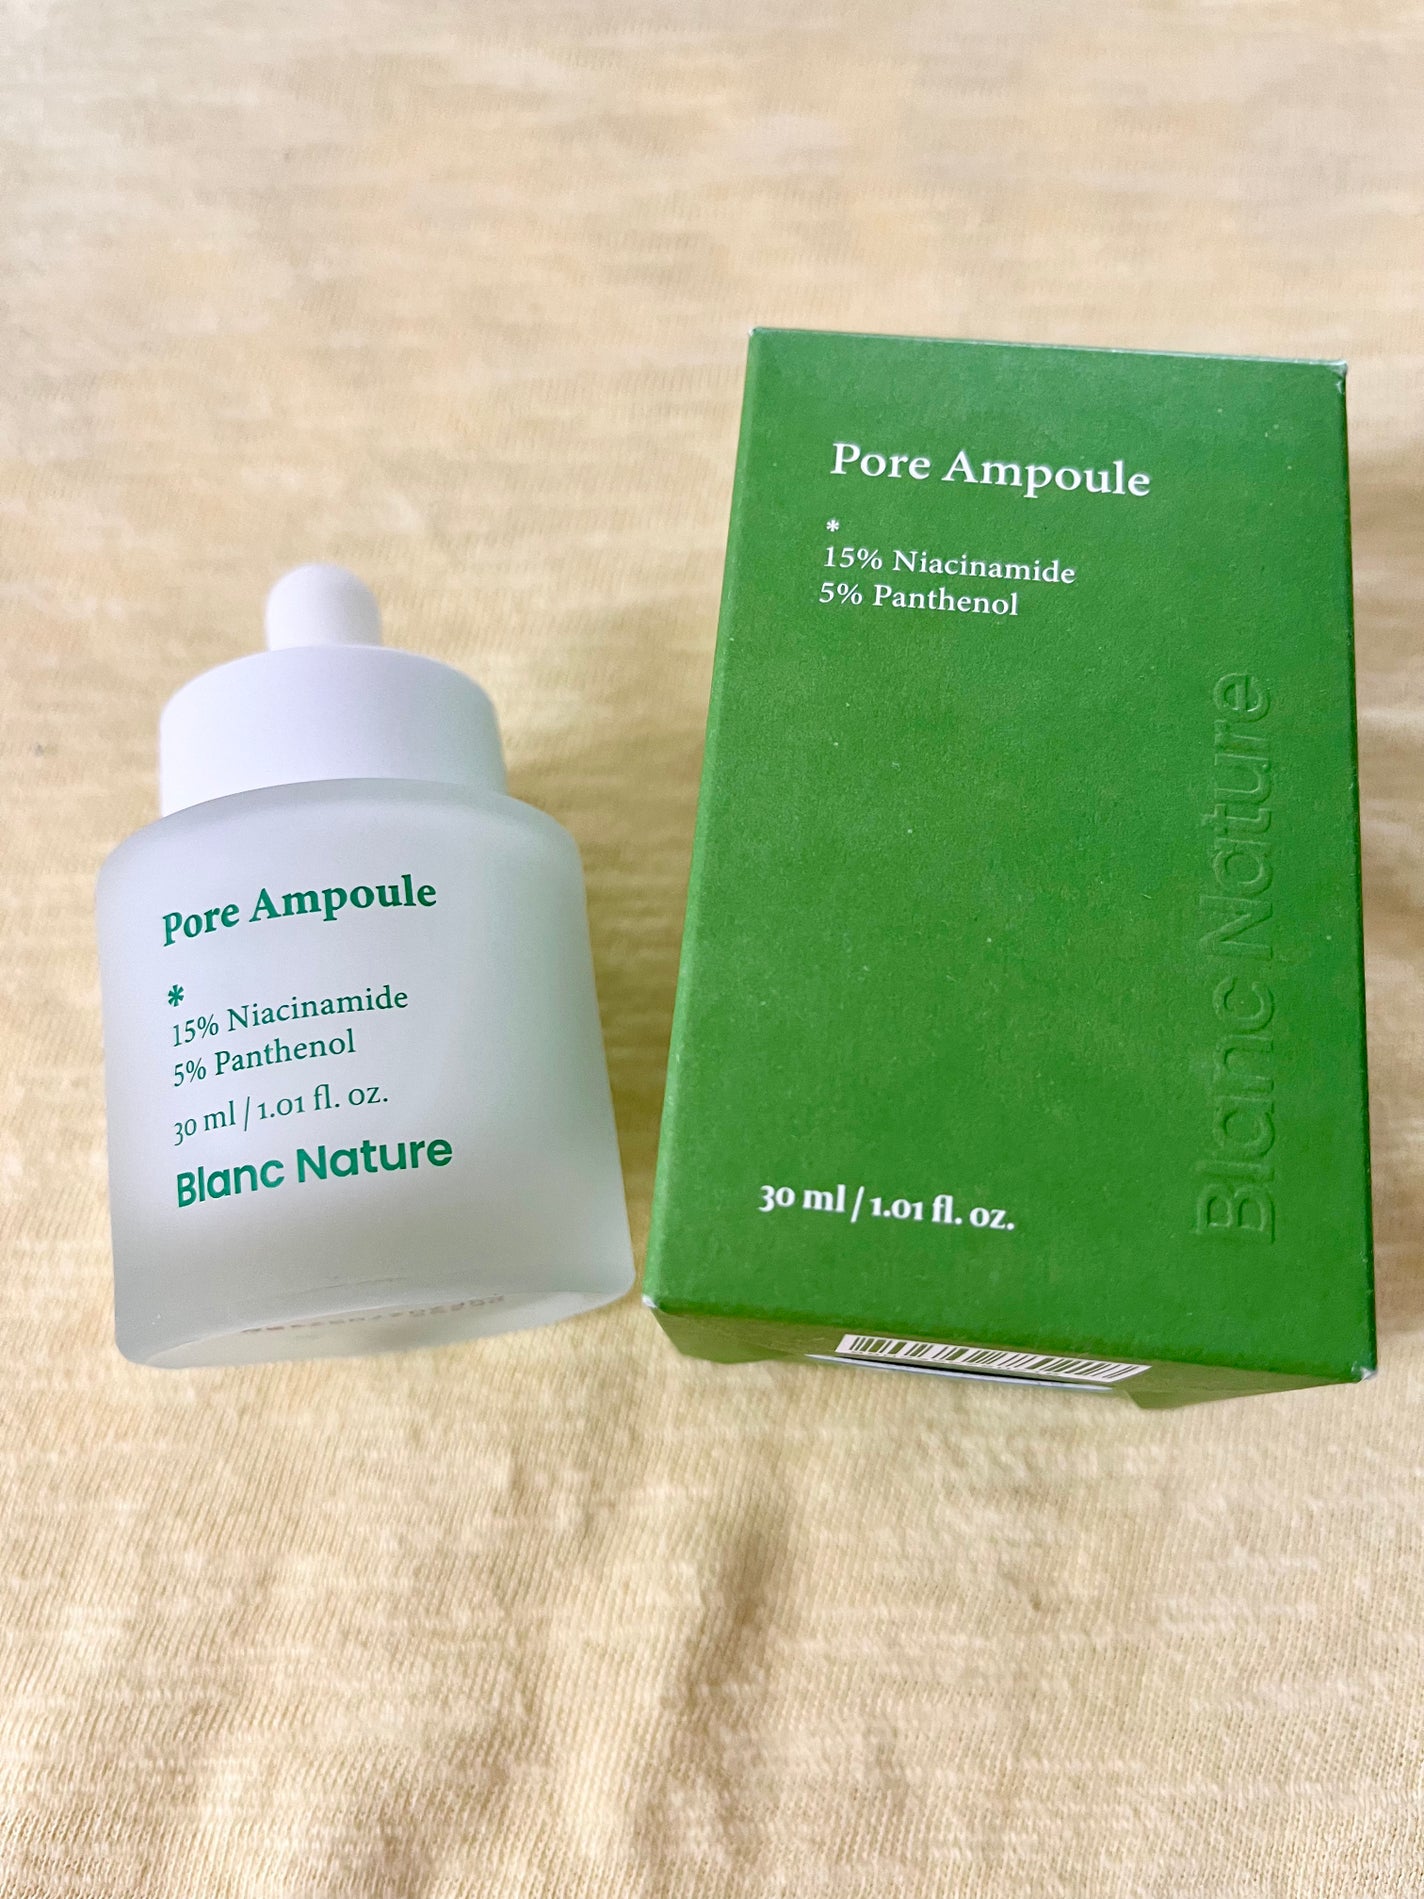 Pore Ampoule
*
15% Niacinamide
5% Panthenol
30 ml / 1.01 fl. oz.
Blanc Nature
Pore Ampoule
*
15% Niacinamide
5% Panthenol
Blanc Nature
30 ml / 1.01 fl. oz.